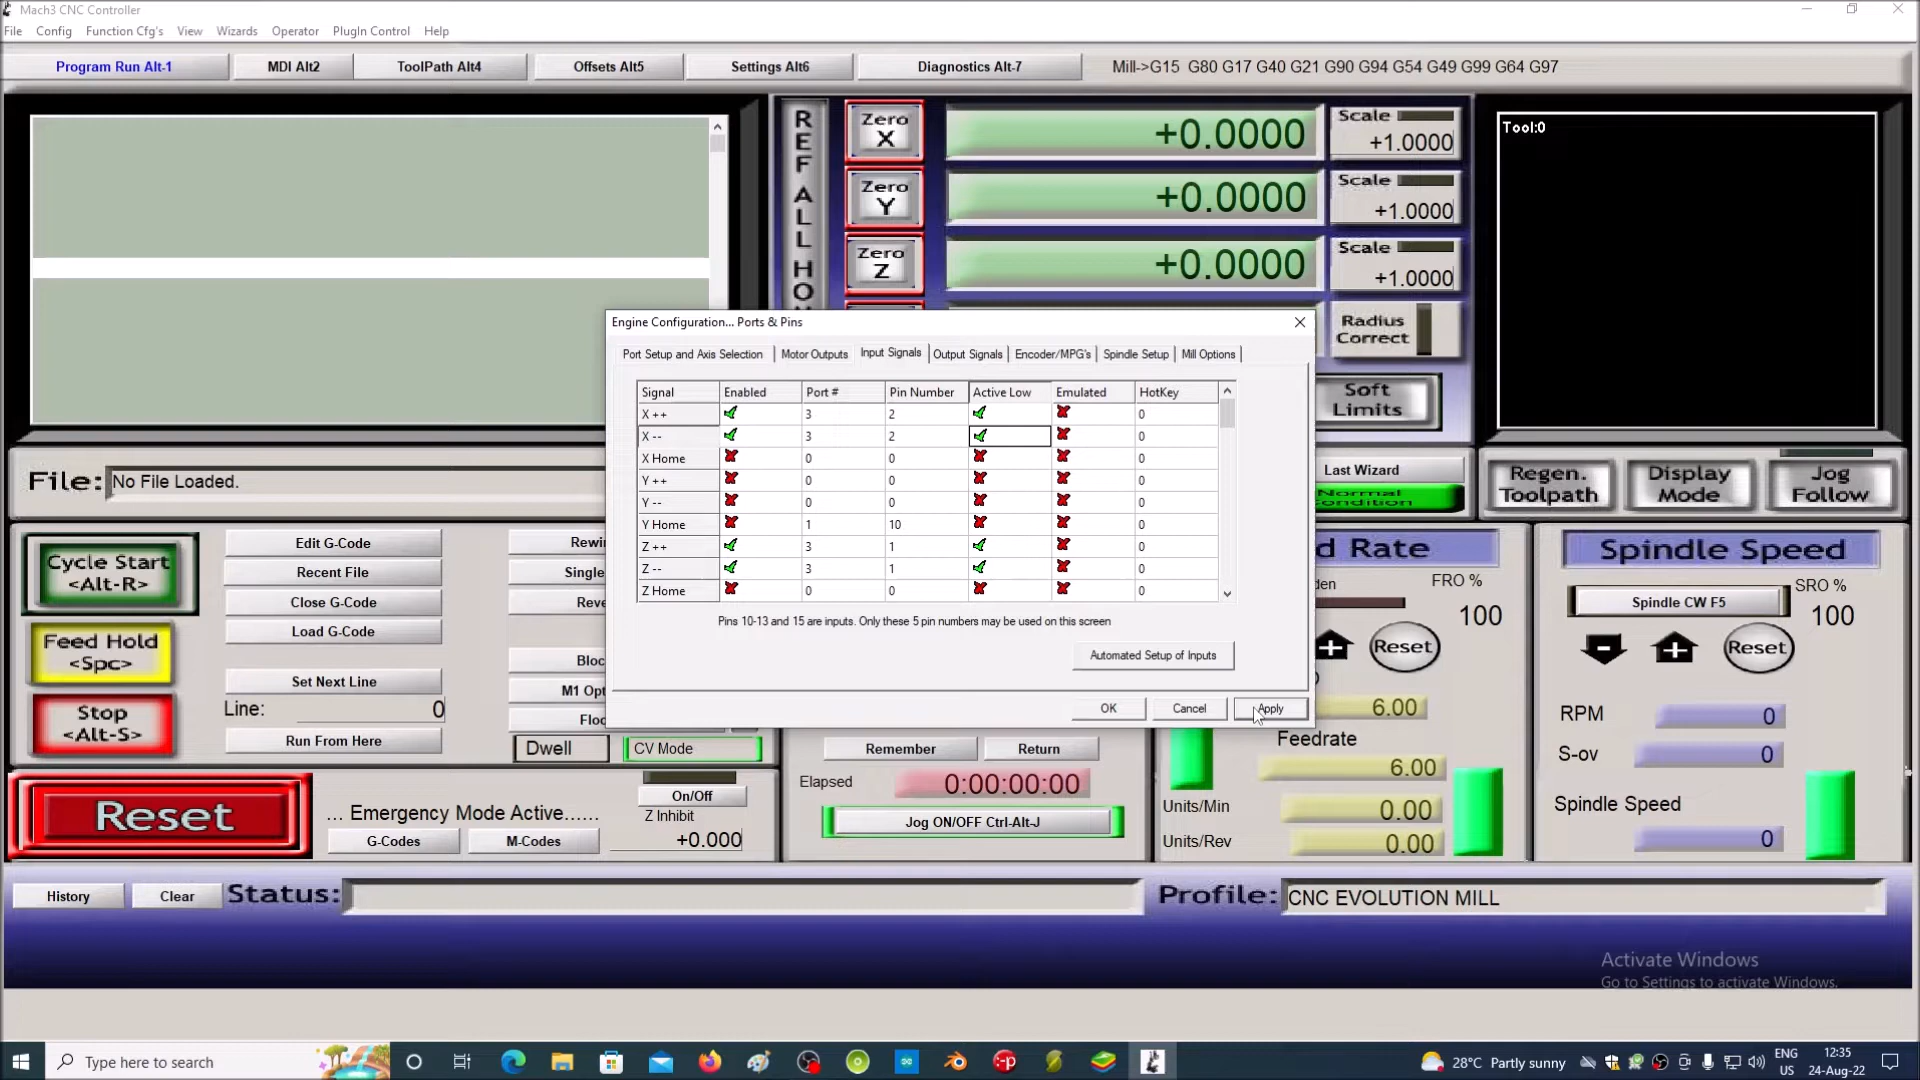 Mach3 CNC Controller
File Config Function Cfg's View Wizards Operator PlugIn Control Help
Program Run Alt-1 MDI Alt2 ToolPath Alt4 Offsets Alt5 Settings Alt6 Diagnostics Alt-7 Mill->G15 G80 G17 G40 G21 G90 G94 G54 G49 G99 G64 G97
REF ALL HO
Zero X +0.0000 Scale +1.0000
Zero Y +0.0000 Scale +1.0000
Zero Z +0.0000 Scale +1.0000
Tool:0
Radius Correct
Soft Limits
Engine Configuration... Ports & Pins
Port Setup and Axis Selection Motor Outputs Input Signals Output Signals Encoder/MPG's Spindle Setup Mill Options
Signal Enabled Port # Pin Number Active Low Emulated HotKey
X ++ 3 2 0
X -- 3 2 0
X Home 0 0 0
Y ++ 0 0 0
Y -- 0 0 0
Y Home 1 10 0
Z ++ 3 1 0
Z -- 3 1 0
Z Home 0 0 0
Pins 10-13 and 15 are inputs. Only these 5 pin numbers may be used on this screen
Automated Setup of Inputs
OK Cancel Apply
File: No File Loaded.
Last Wizard
Normal Condition
Regen. Toolpath
Display Mode
Jog Follow
Cycle Start <Alt-R>
Feed Hold <Spc>
Stop <Alt-S>
Edit G-Code
Recent File
Close G-Code
Load G-Code
Set Next Line
Line: 0
Run From Here
Rewi
Single
Reve
Bloc
M1 Opt
Floo
Dwell CV Mode
d Rate
den
FRO %
100
Reset
6.00
Feedrate
6.00
Units/Min 0.00
Units/Rev 0.00
Spindle Speed
Spindle CW F5
SRO %
100
Reset
RPM 0
S-ov 0
Spindle Speed
0
Reset
... Emergency Mode Active......
G-Codes M-Codes
On/Off
Z Inhibit
+0.000
Remember Return
Elapsed 0:00:00:00
Jog ON/OFF Ctrl-Alt-J
History Clear Status: Profile: CNC EVOLUTION MILL
Activate Windows
Go to Settings to activate Windows.
Type here to search
28°C Partly sunny
ENG
US
12:35
24-Aug-22